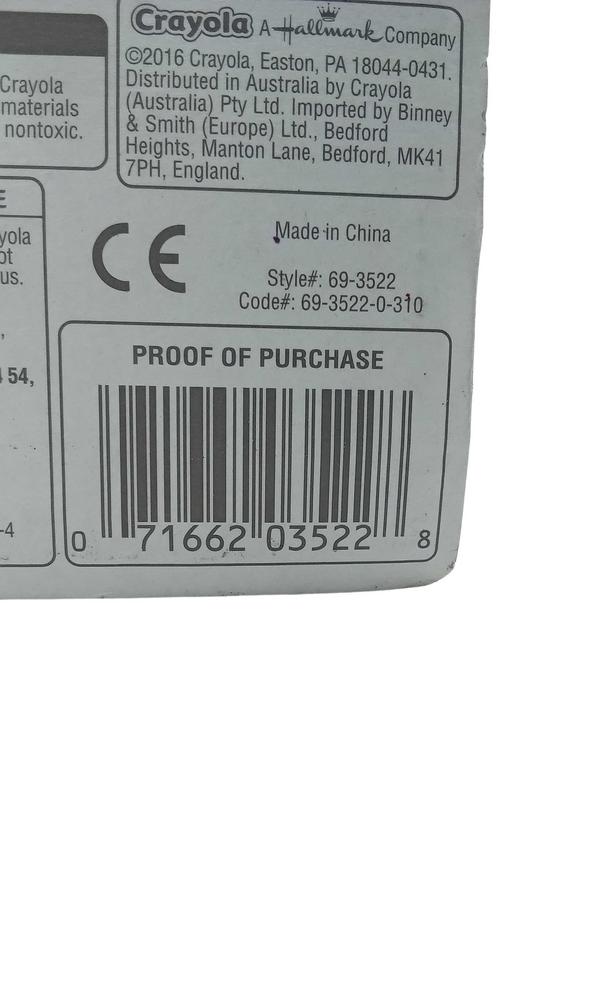 Crayola A Hallmark Company
©2016 Crayola, Easton, PA 18044-0431.
Distributed in Australia by Crayola
(Australia) Pty Ltd. Imported by Binney
& Smith (Europe) Ltd., Bedford
Heights, Manton Lane, Bedford, MK41
7PH, England.
Crayola
materials
nontoxic.
us.
54,
-4
CE
Made in China
Style#: 69-3522
Code#: 69-3522-0-310
PROOF OF PURCHASE
0 71662 03522 8